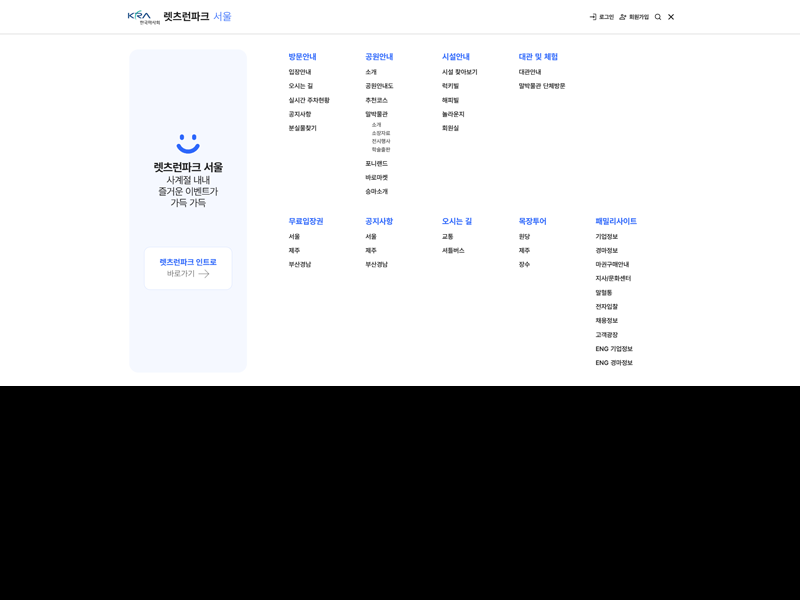 KRA 한국마사회 렛츠런파크 서울
로그인
회원가입
렛츠런파크 서울
사계절 내내
즐거운 이벤트가
가득 가득
렛츠런파크 인트로
바로가기
방문안내
입장안내
오시는 길
실시간 주차현황
공지사항
분실물찾기
공원안내
소개
공원안내도
추천코스
말박물관
소개
소장자료
전시행사
학술출판
포니랜드
바로마켓
승마소개
시설안내
시설 찾아보기
럭키빌
해피빌
놀라운지
회원실
대관 및 체험
대관안내
말박물관 단체방문
무료입장권
서울
제주
부산경남
공지사항
서울
제주
부산경남
오시는 길
교통
셔틀버스
목장투어
원당
제주
장수
패밀리사이트
기업정보
경마정보
마권구매안내
지사/문화센터
말혈통
전자입찰
채용정보
고객광장
ENG 기업정보
ENG 경마정보